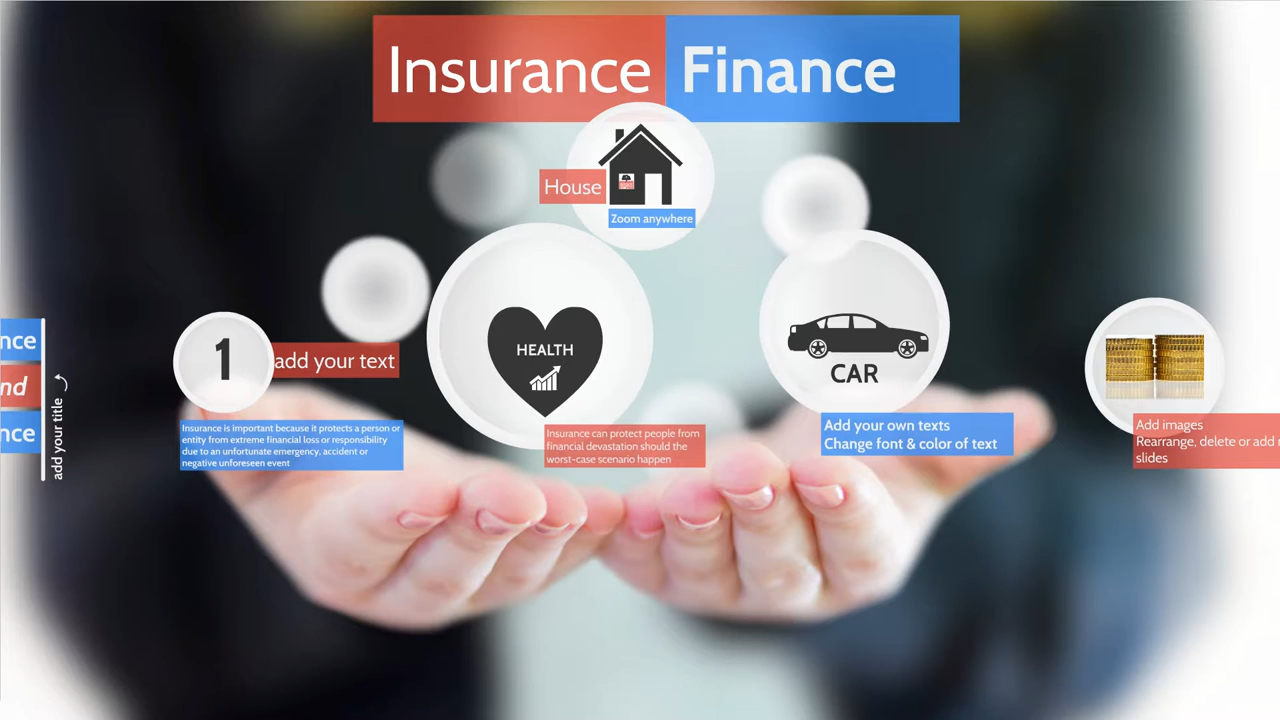 Insurance Finance
House
Zoom anywhere
nce
nd
nce
add your title
1
add your text
Insurance is important because it protects a person or
entity from extreme financial loss or responsibility
due to an unfortunate emergency, accident or
negative unforeseen event
HEALTH
Insurance can protect people from
financial devastation should the
worst-case scenario happen
CAR
Add your own texts
Change font & color of text
Add images
Rearrange, delete or add
slides